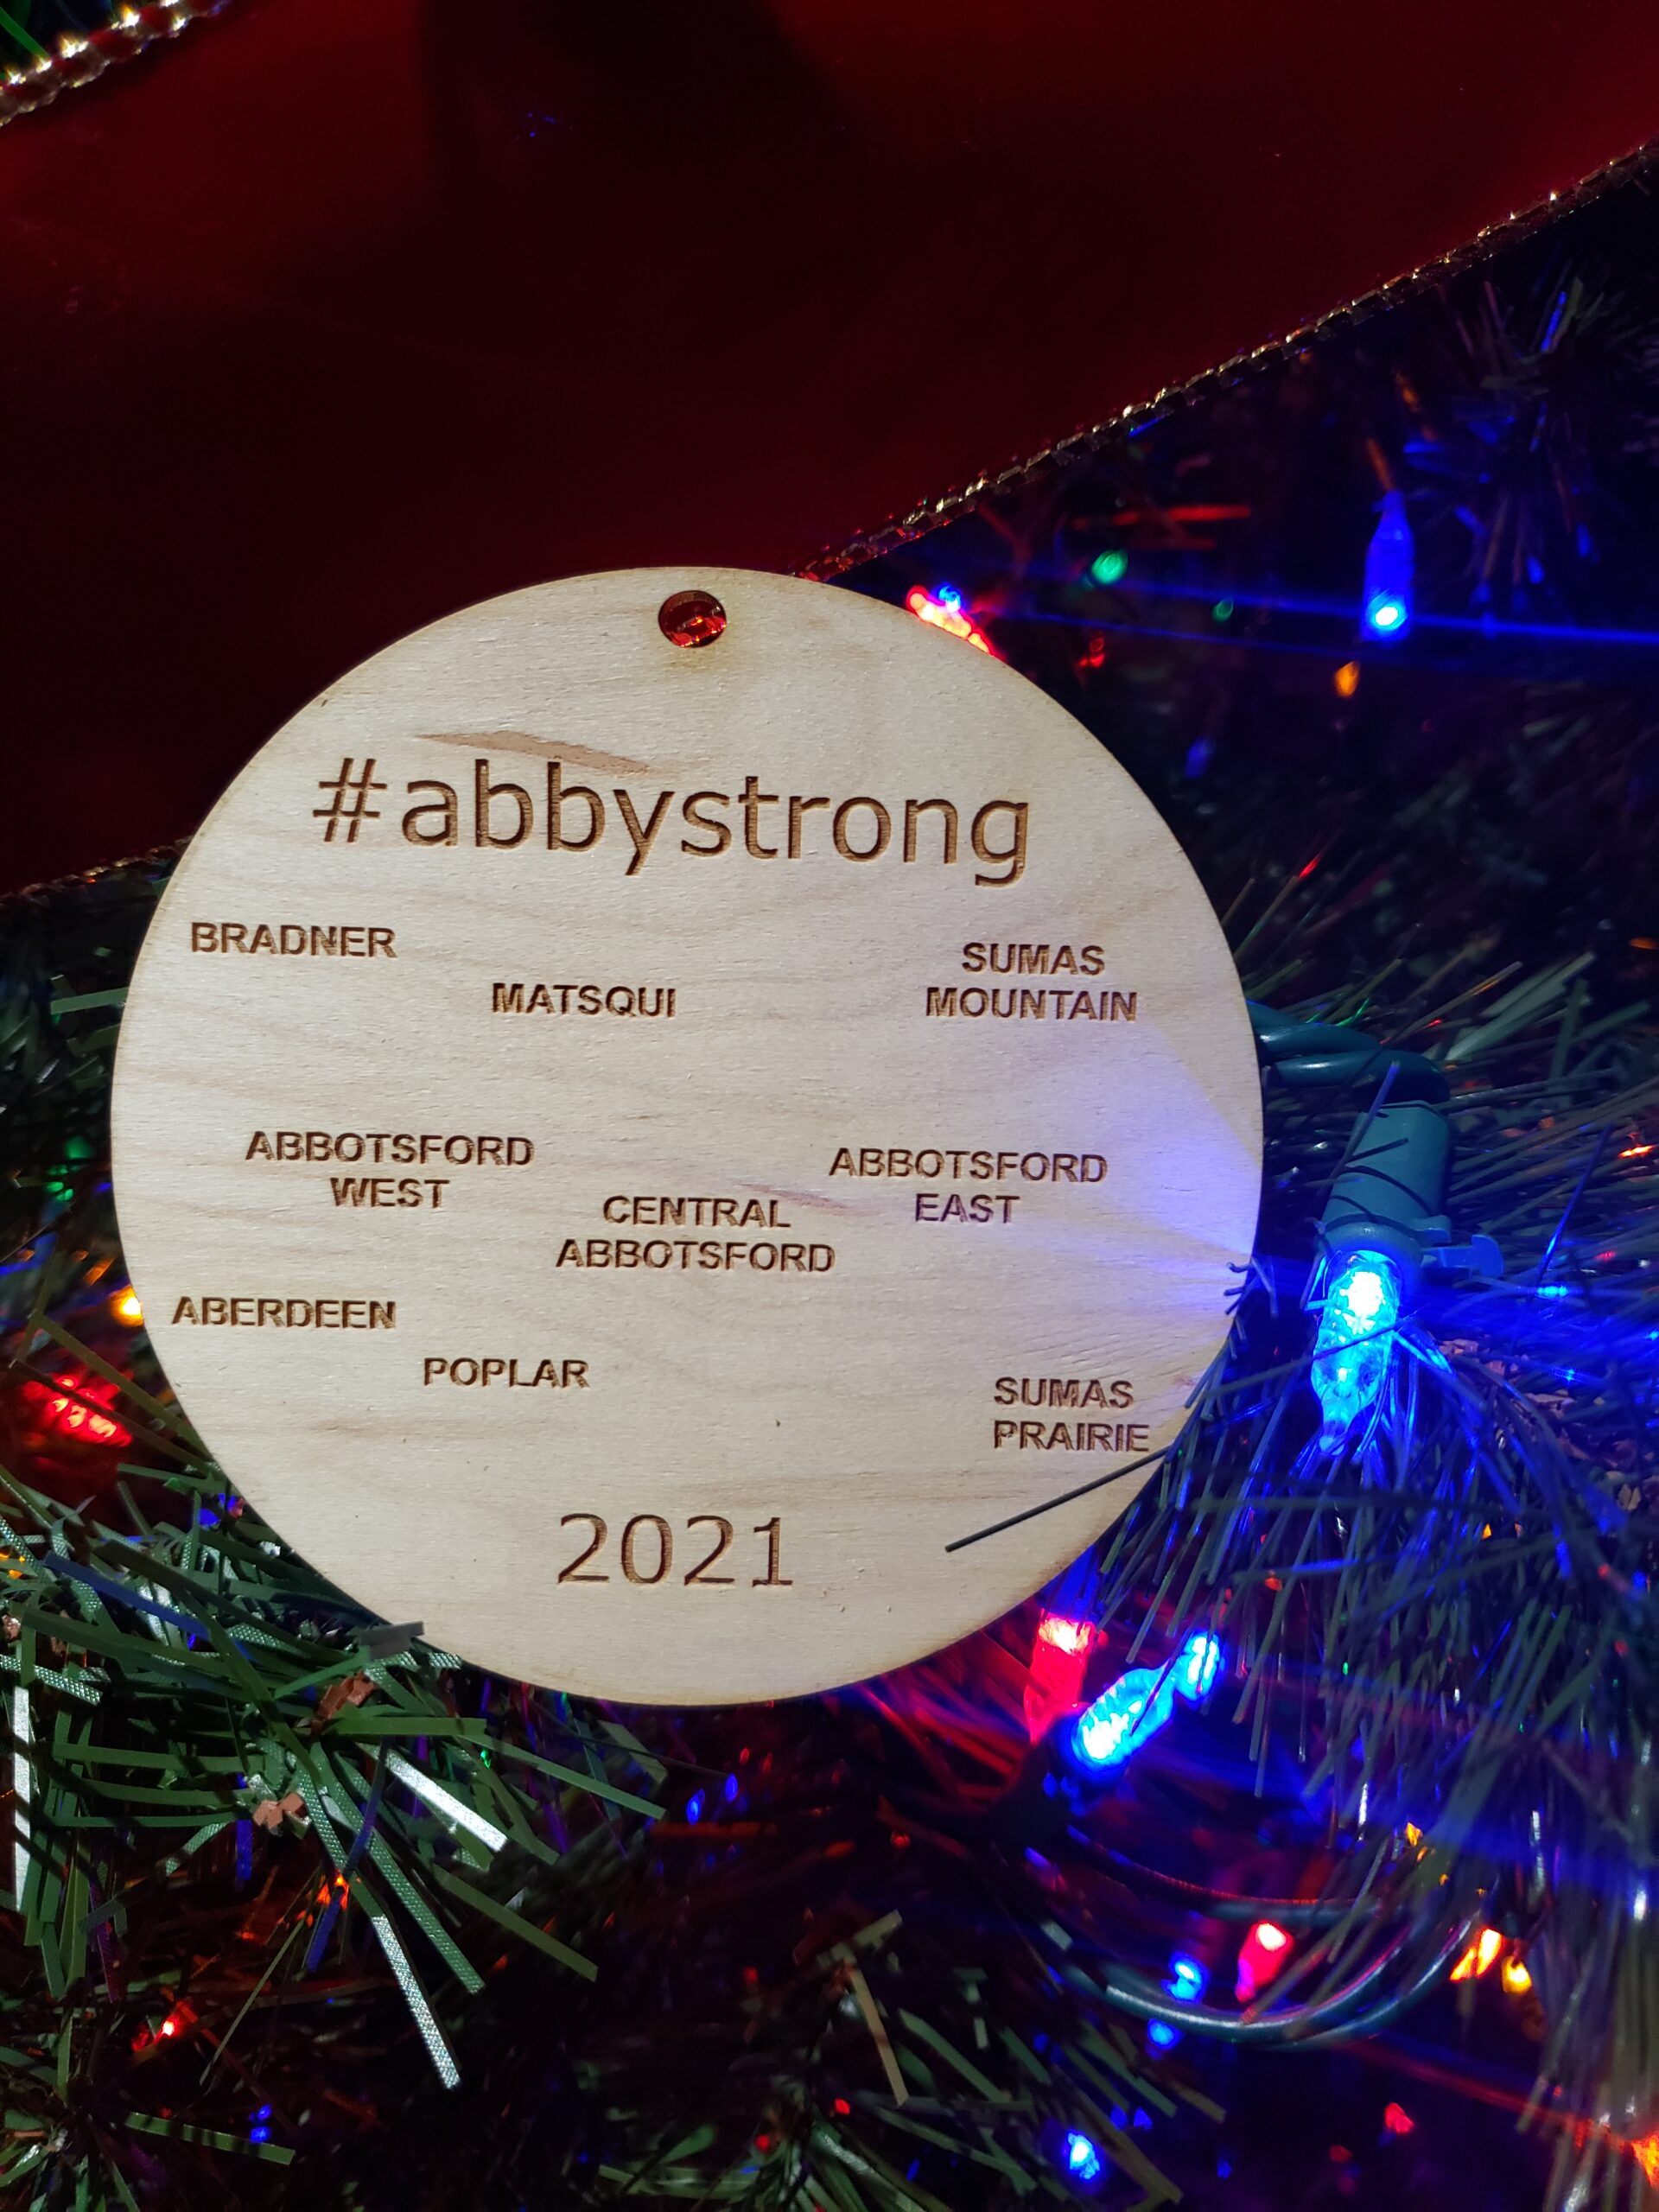 #abbystrong
BRADNER
MATSQUI
SUMAS
MOUNTAIN
ABBOTSFORD
WEST
CENTRAL
ABBOTSFORD
ABBOTSFORD
EAST
ABERDEEN
POPLAR
SUMAS
PRAIRIE
2021